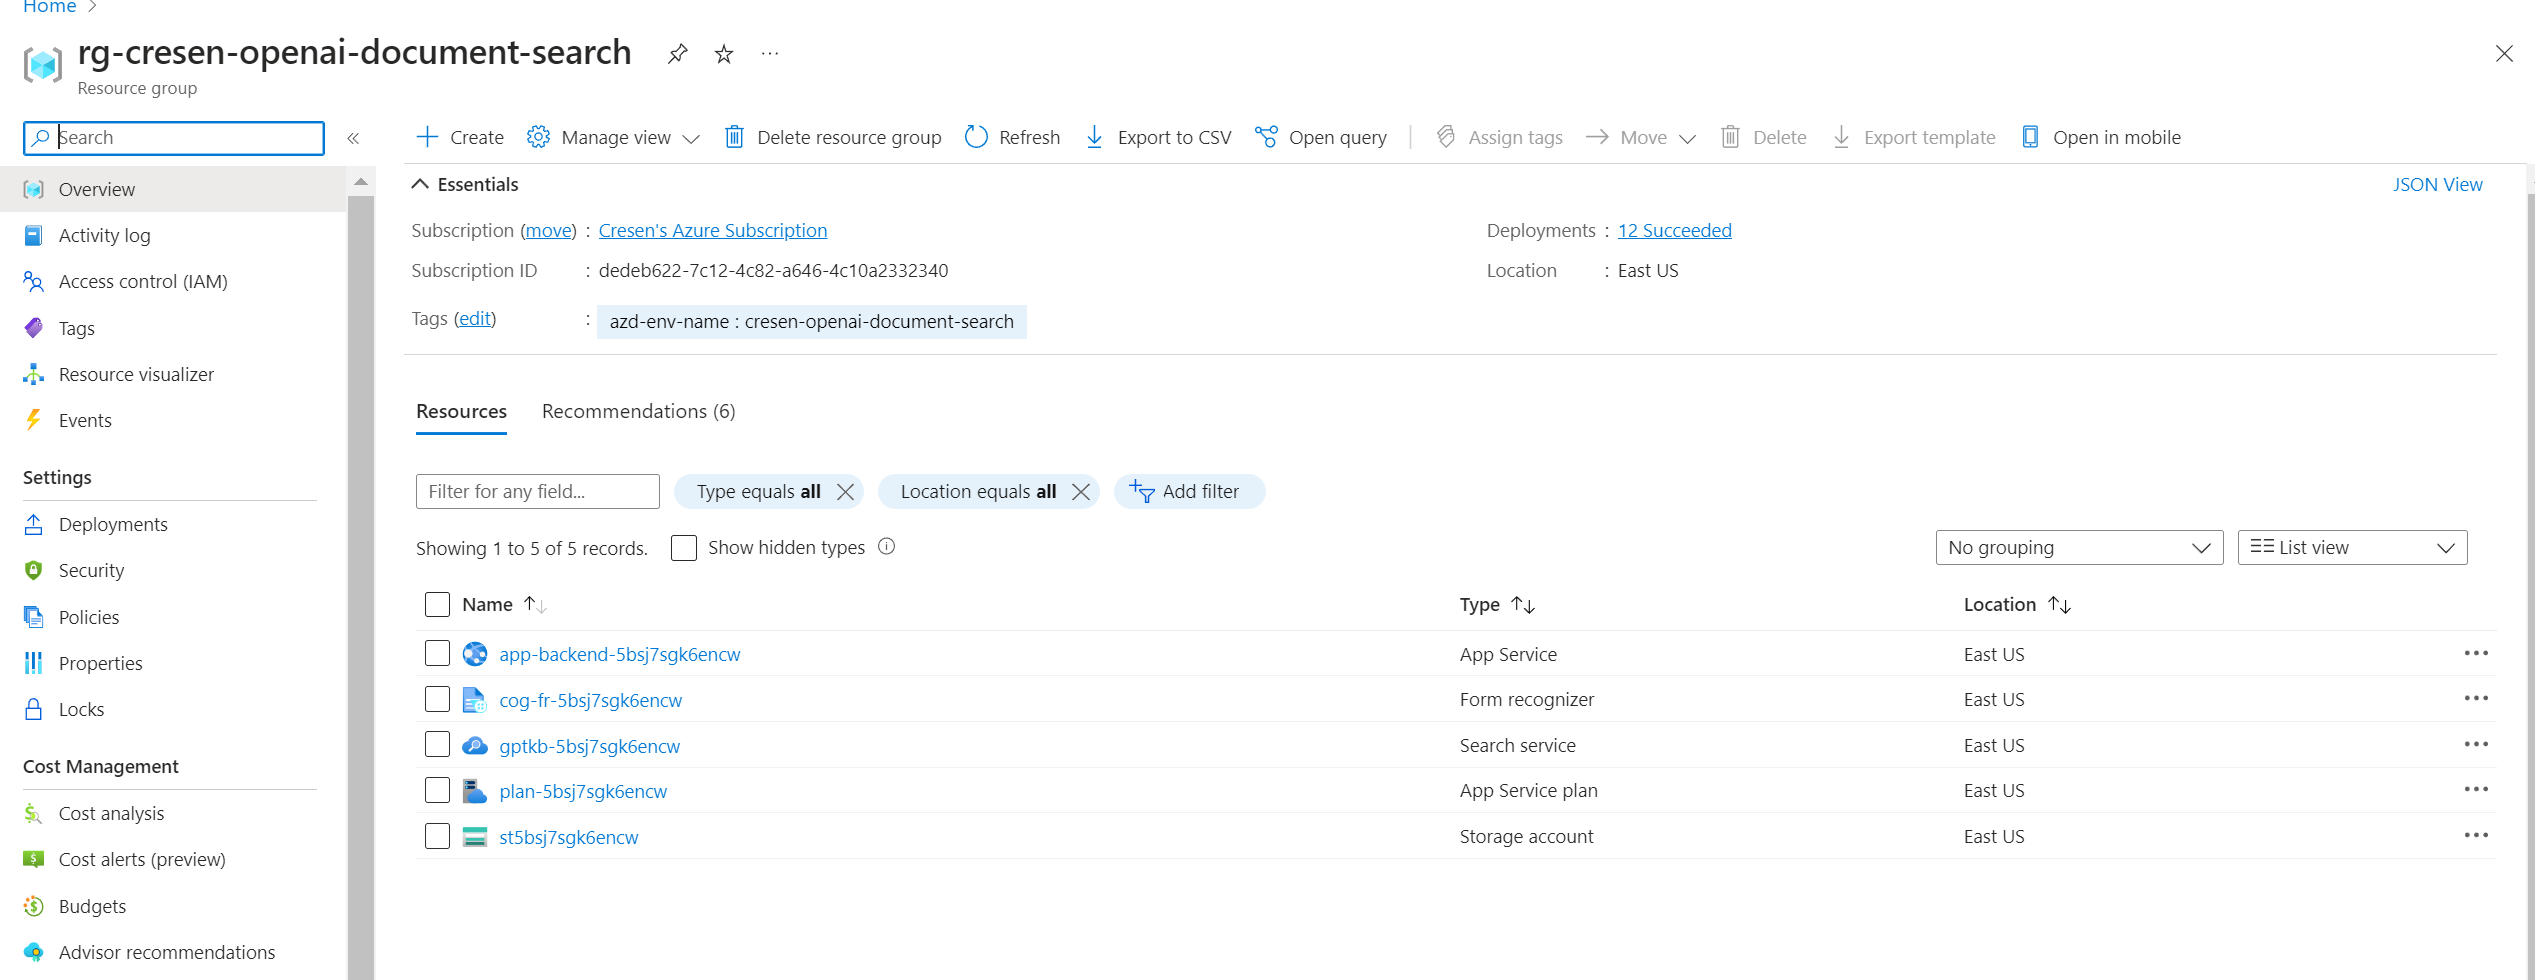 Home >
rg-cresen-openai-document-search
Resource group
Search
Create Manage view Delete resource group Refresh Export to CSV Open query Assign tags Move Delete Export template Open in mobile
Overview
Activity log
Access control (IAM)
Tags
Resource visualizer
Events
Settings
Deployments
Security
Policies
Properties
Locks
Cost Management
Cost analysis
Cost alerts (preview)
Budgets
Advisor recommendations
Essentials
JSON View
Subscription (move) : Cresen's Azure Subscription
Deployments : 12 Succeeded
Subscription ID : dedeb622-7c12-4c82-a646-4c10a2332340
Location : East US
Tags (edit) : azd-env-name : cresen-openai-document-search
Resources Recommendations (6)
Filter for any field... Type equals all Location equals all Add filter
Showing 1 to 5 of 5 records. Show hidden types No grouping List view
Name Type Location
app-backend-5bsj7sgk6encw App Service East US
cog-fr-5bsj7sgk6encw Form recognizer East US
gptkb-5bsj7sgk6encw Search service East US
plan-5bsj7sgk6encw App Service plan East US
st5bsj7sgk6encw Storage account East US